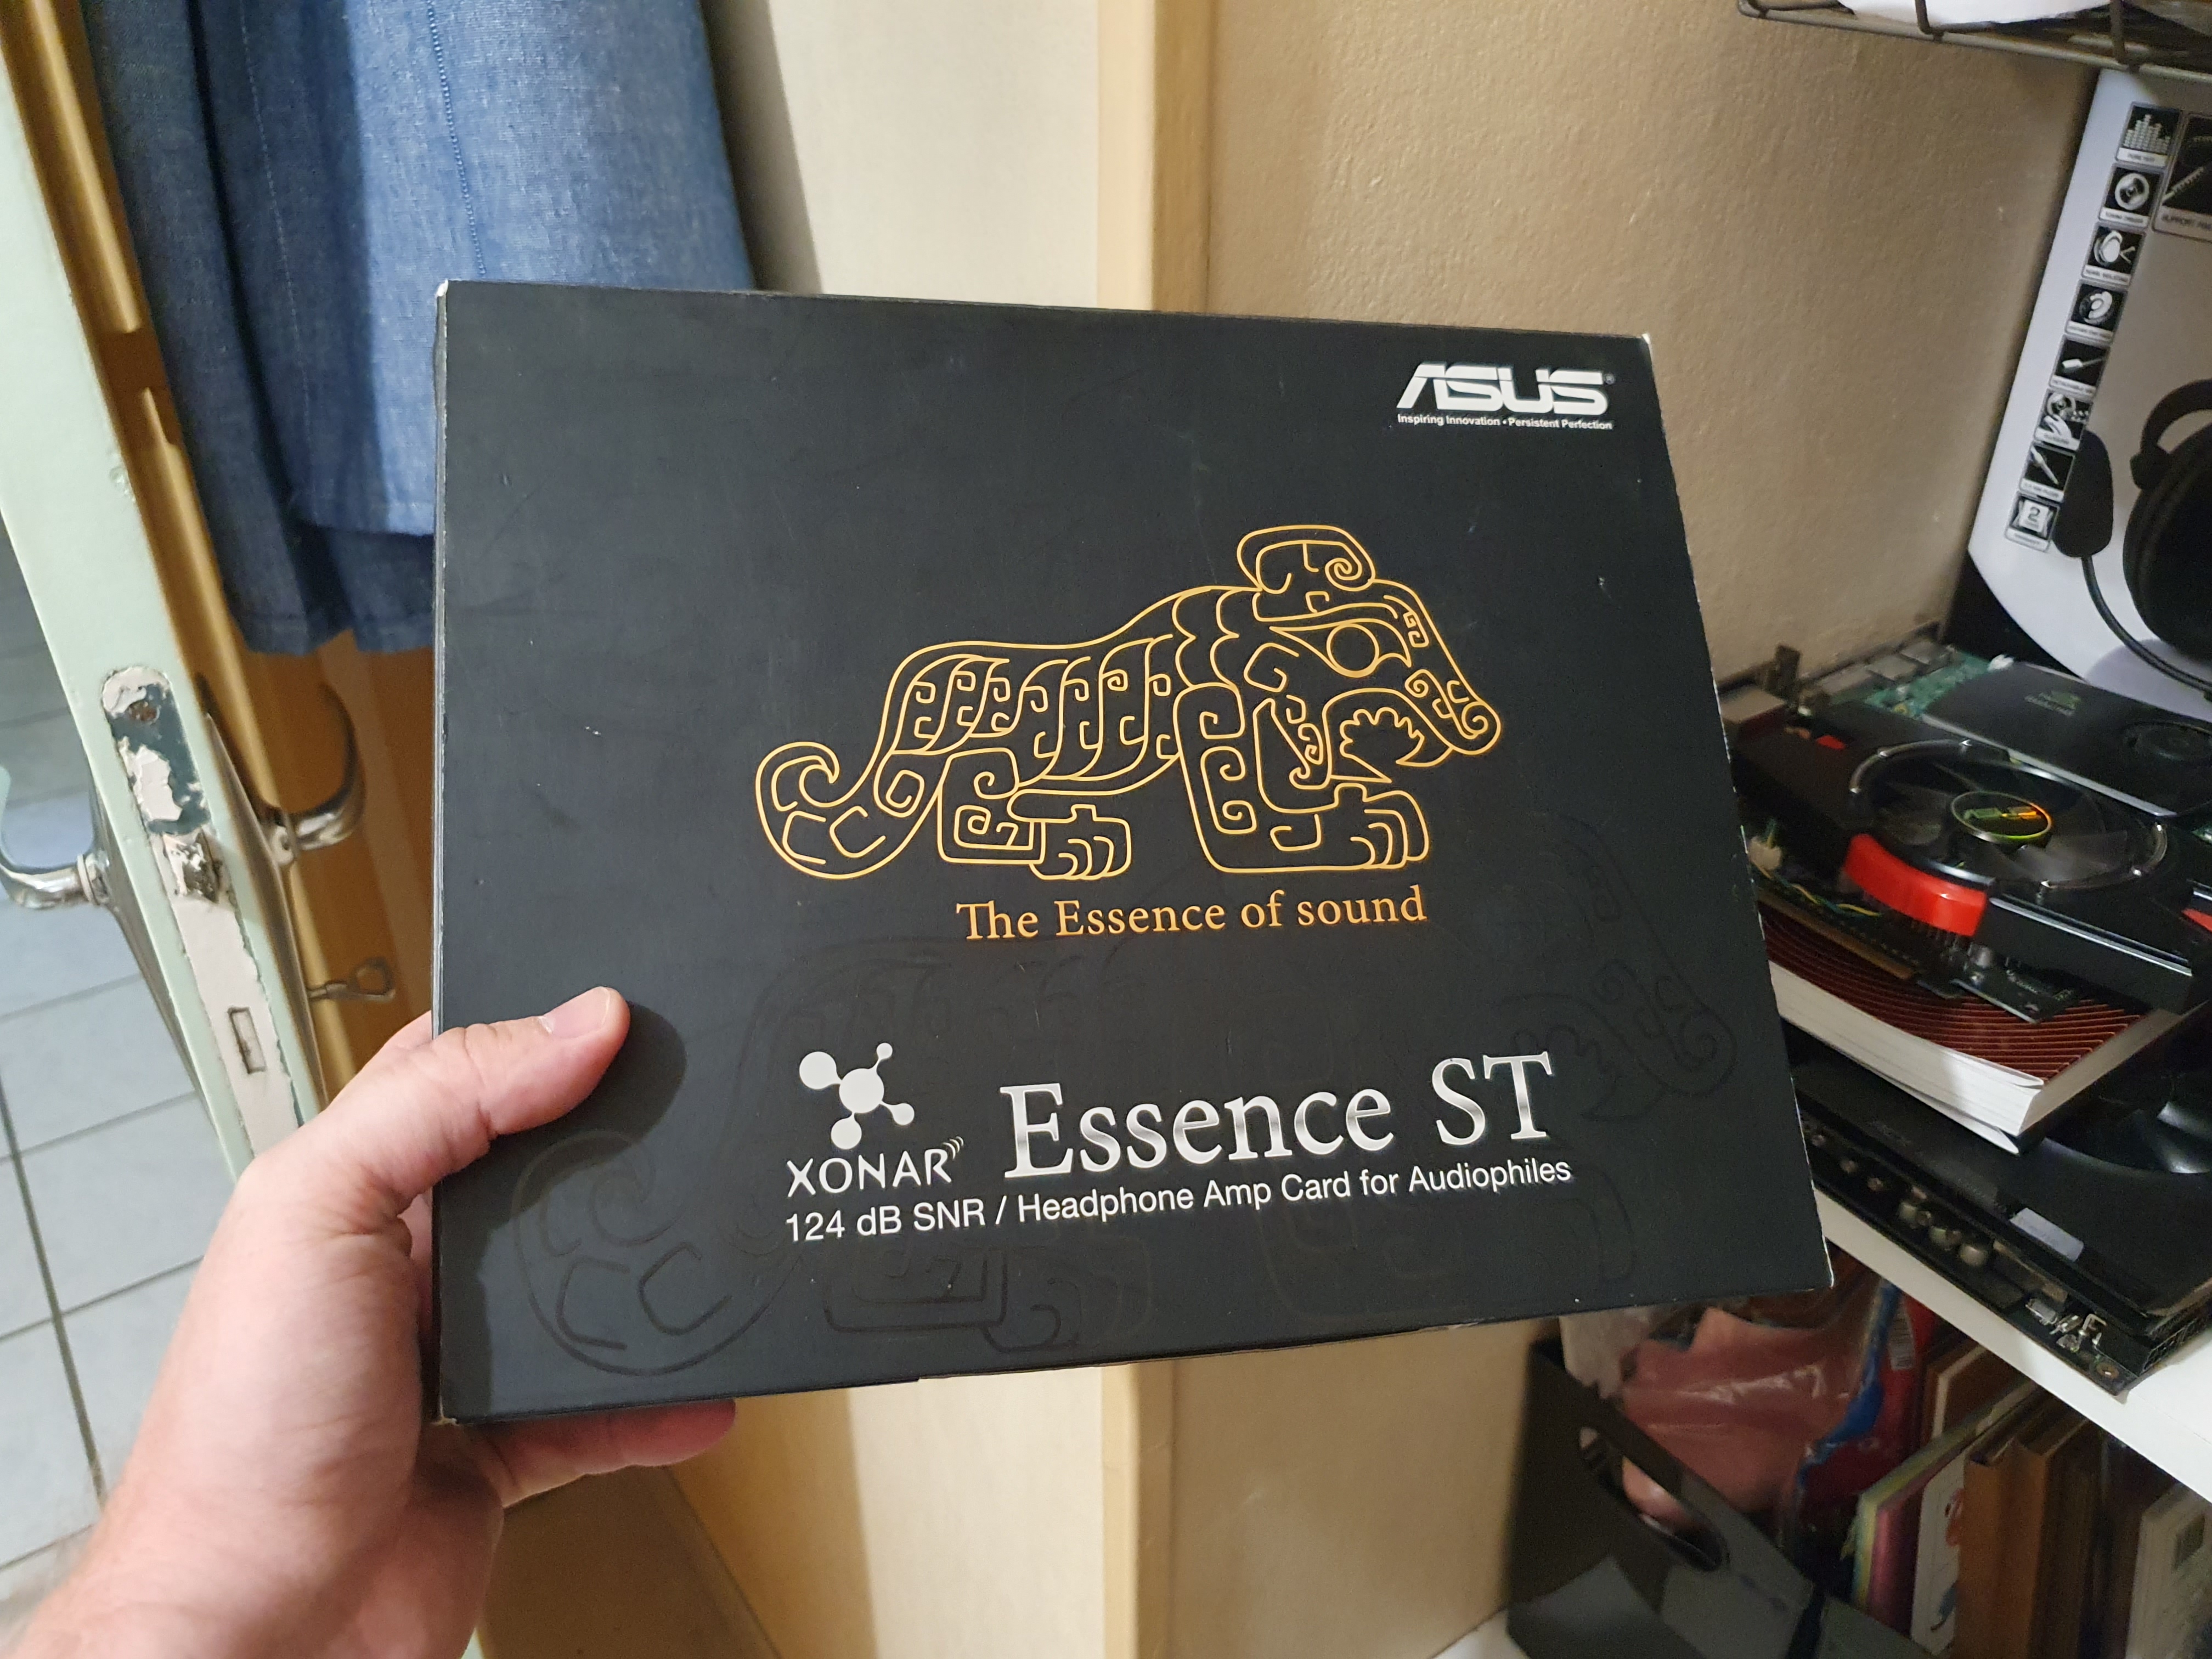 ASUS®
Inspiring Innovation • Persistent Perfection
The Essence of sound
XONAR
Essence ST
124 dB SNR / Headphone Amp Card for Audiophiles
2